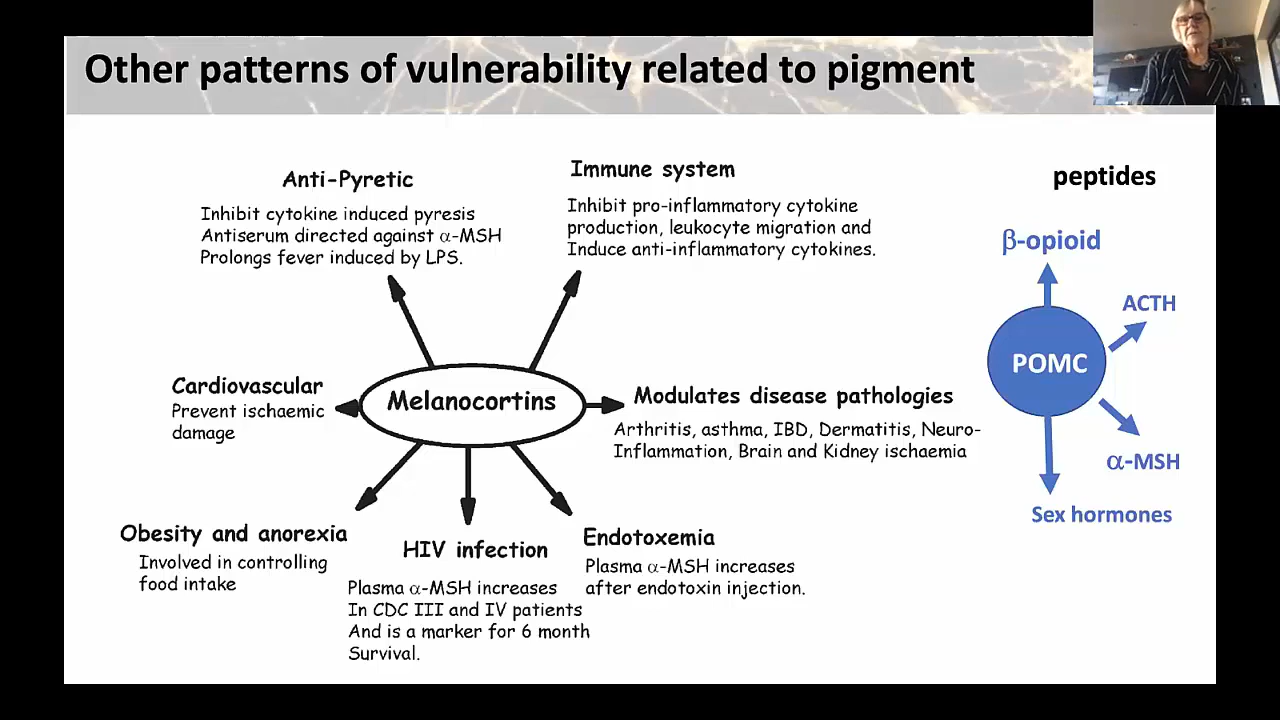 Other patterns of vulnerability related to pigment
Anti-Pyretic
Inhibit cytokine induced pyresis
Antiserum directed against α-MSH
Prolongs fever induced by LPS.
Immune system
Inhibit pro-inflammatory cytokine
production, leukocyte migration and
Induce anti-inflammatory cytokines.
Cardiovascular
Prevent ischaemic
damage
Melanocortins
Modulates disease pathologies
Arthritis, asthma, IBD, Dermatitis, Neuro-
Inflammation, Brain and Kidney ischaemia
Obesity and anorexia
Involved in controlling
food intake
HIV infection
Plasma α-MSH increases
In CDC III and IV patients
And is a marker for 6 month
Survival.
Endotoxemia
Plasma α-MSH increases
after endotoxin injection.
peptides
β-opioid
ACTH
POMC
α-MSH
Sex hormones